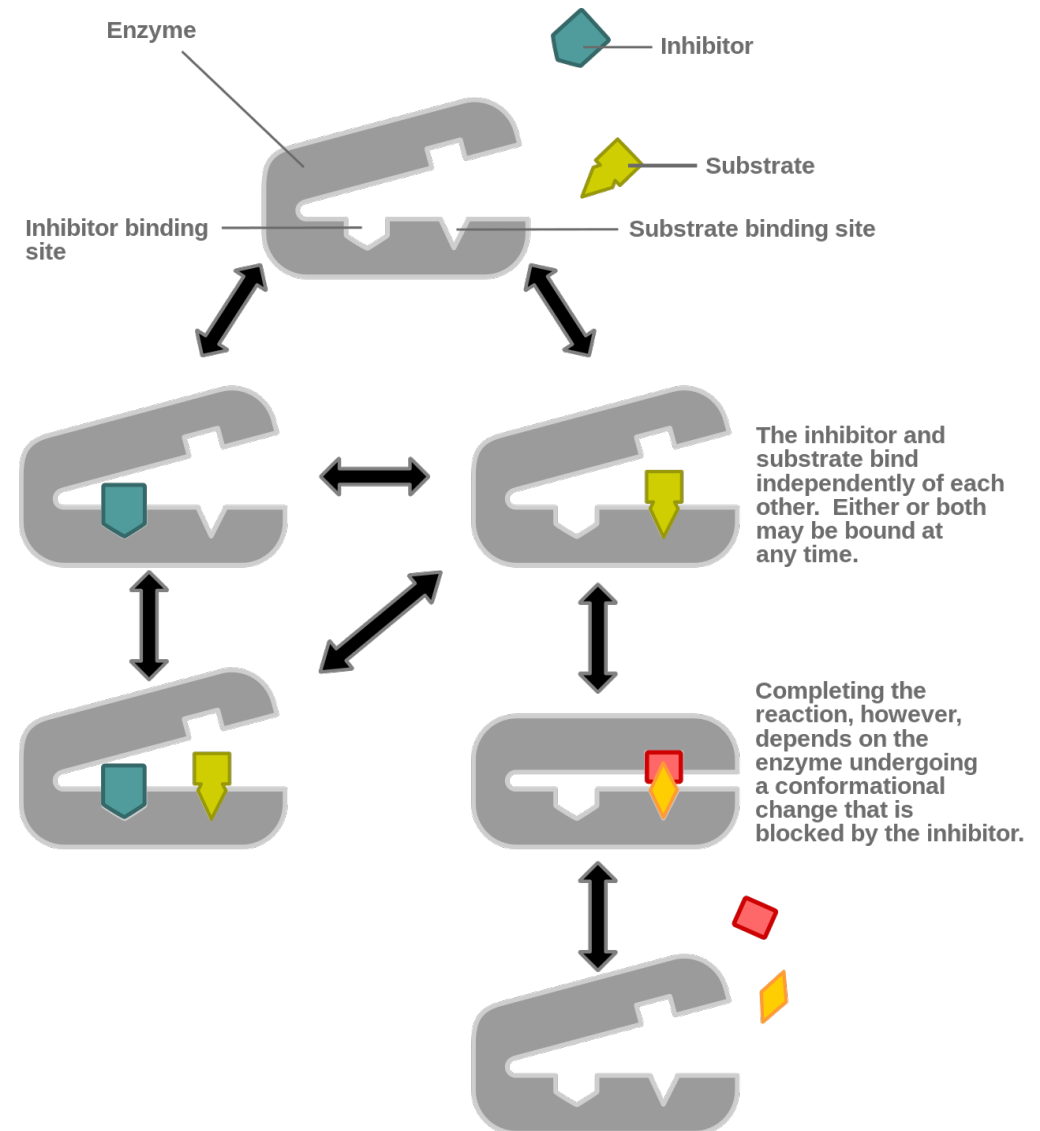 Enzyme
Inhibitor
Substrate
Inhibitor binding
site
Substrate binding site
The inhibitor and
substrate bind
independently of each
other.  Either or both
may be bound at
any time.
Completing the
reaction, however,
depends on the
enzyme undergoing
a conformational
change that is
blocked by the inhibitor.